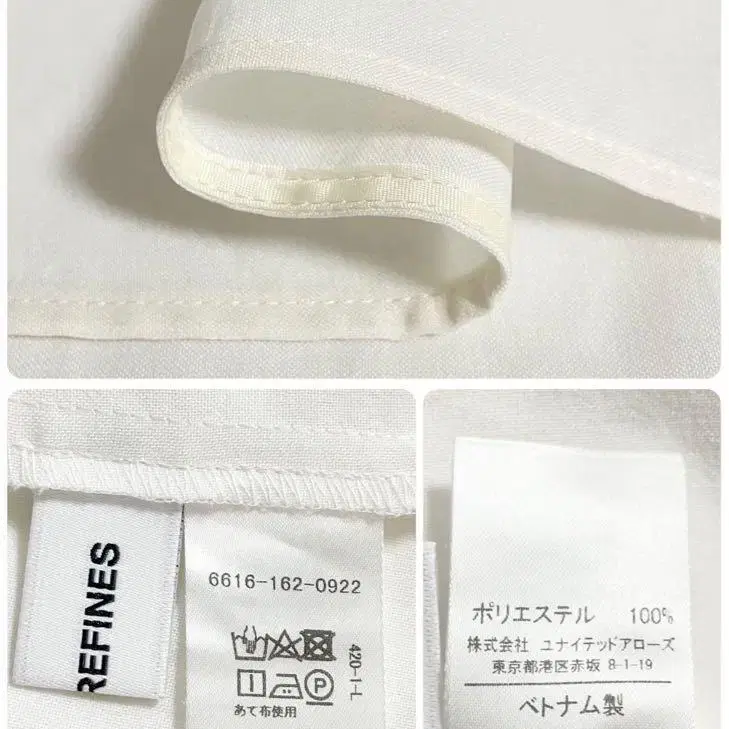 REFINES
6616-162-0922
420-1-L
あて布使用
ポリエステル 100%
株式会社 ユナイテッドアローズ
東京都港区赤坂 8-1-19
ベトナム製